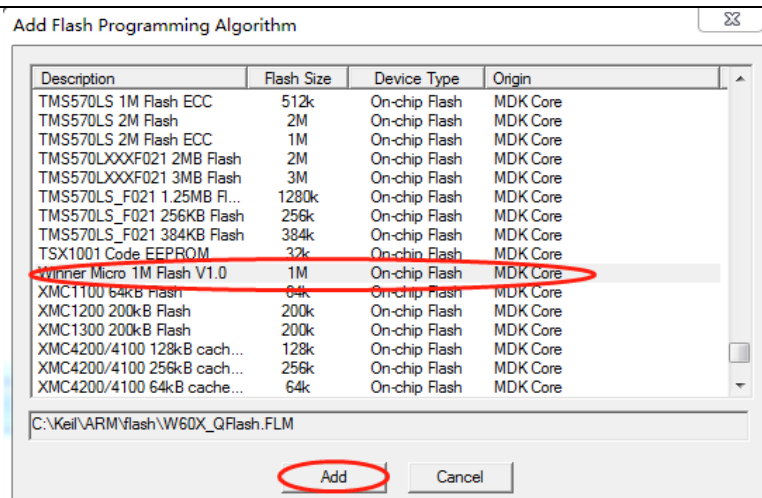 Add Flash Programming Algorithm
Description Flash Size Device Type Origin
TMS570LS 1M Flash ECC 512k On-chip Flash MDK Core
TMS570LS 2M Flash 2M On-chip Flash MDK Core
TMS570LS 2M Flash ECC 1M On-chip Flash MDK Core
TMS570LXXXF021 2MB Flash 2M On-chip Flash MDK Core
TMS570LXXXF021 3MB Flash 3M On-chip Flash MDK Core
TMS570LS_F021 1.25MB Fl... 1280k On-chip Flash MDK Core
TMS570LS_F021 256KB Flash 256k On-chip Flash MDK Core
TMS570LS_F021 384KB Flash 384k On-chip Flash MDK Core
TSX1001 Code EEPROM 32k On-chip Flash MDK Core
Winner Micro 1M Flash V1.0 1M On-chip Flash MDK Core
XMC1100 64kB Flash 64k On-chip Flash MDK Core
XMC1200 200kB Flash 200k On-chip Flash MDK Core
XMC1300 200kB Flash 200k On-chip Flash MDK Core
XMC4200/4100 128kB cach... 128k On-chip Flash MDK Core
XMC4200/4100 256kB cach... 256k On-chip Flash MDK Core
XMC4200/4100 64kB cache... 64k On-chip Flash MDK Core
C:\Keil\ARM\flash\W60X_QFlash.FLM
Add Cancel